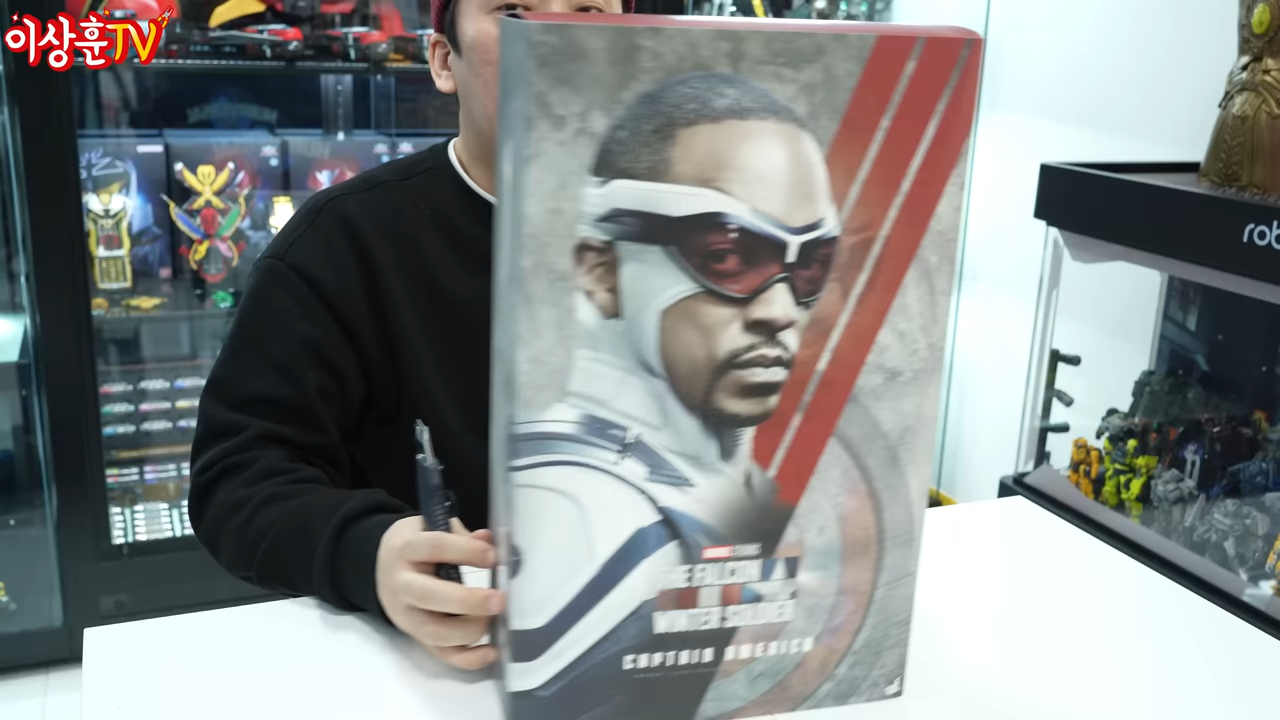 이상훈TV
rob
MARVEL STUDIOS
THE FALCON
WINTER SOLDIER
CAPTAIN AMERICA